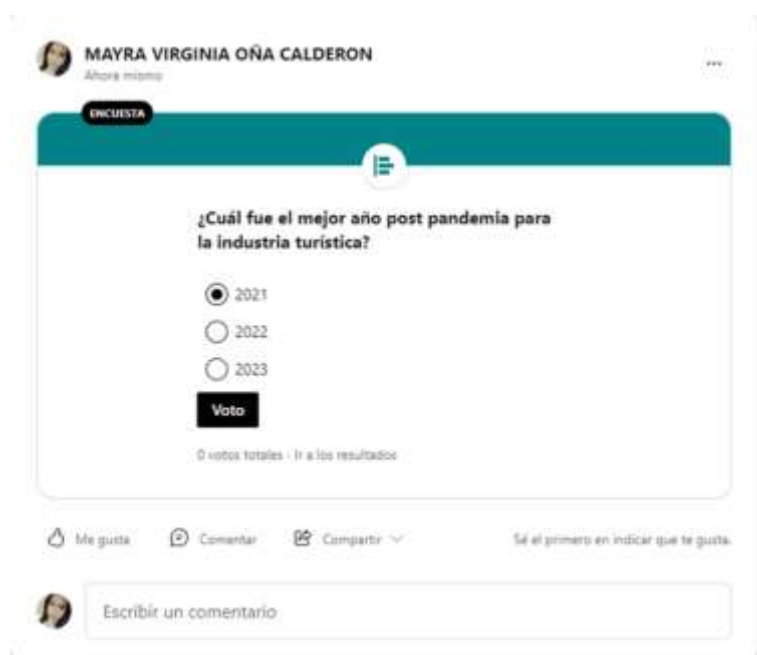 MAYRA VIRGINIA OÑA CALDERON
Ahora mismo
...
ENCUESTA
¿Cuál fue el mejor año post pandemia para
la industria turística?
2021
2022
2023
Voto
0 votos totales · Ir a los resultados
Me gusta Comentar Compartir Sé el primero en indicar que te gusta.
Escribir un comentario